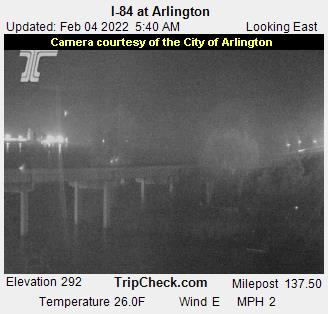 I-84 at Arlington
Updated: Feb 04 2022 5:40 AM Looking East
Camera courtesy of the City of Arlington
Elevation 292 TripCheck.com Milepost 137.50
Temperature 26.0F Wind E MPH 2